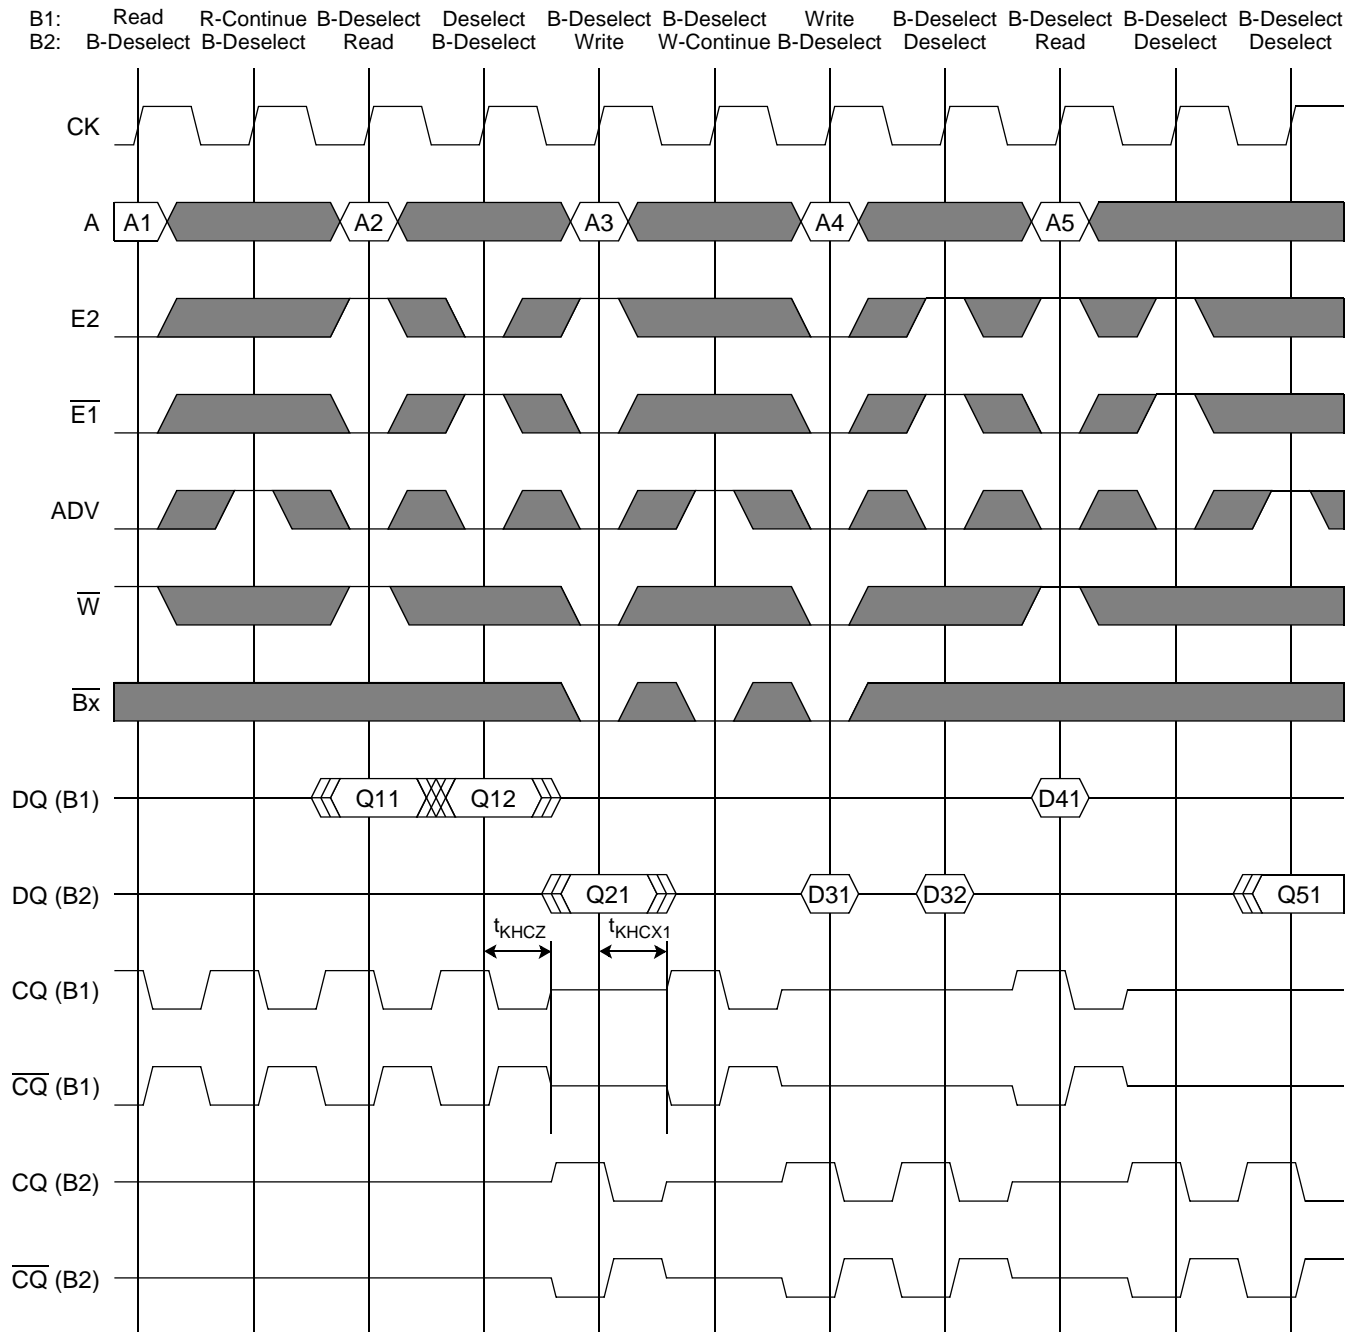 B1: Read R-Continue B-Deselect Deselect B-Deselect B-Deselect Write B-Deselect B-Deselect B-Deselect B-Deselect
B2: B-Deselect B-Deselect Read B-Deselect Write W-Continue B-Deselect Deselect Read Deselect Deselect
CK
A A1 A2 A3 A4 A5
E2
E1
ADV
W
Bx
DQ (B1) Q11 Q12 D41
DQ (B2) Q21 D31 D32 Q51
tKHCZ tKHCX1
CQ (B1)
CQ (B1)
CQ (B2)
CQ (B2)